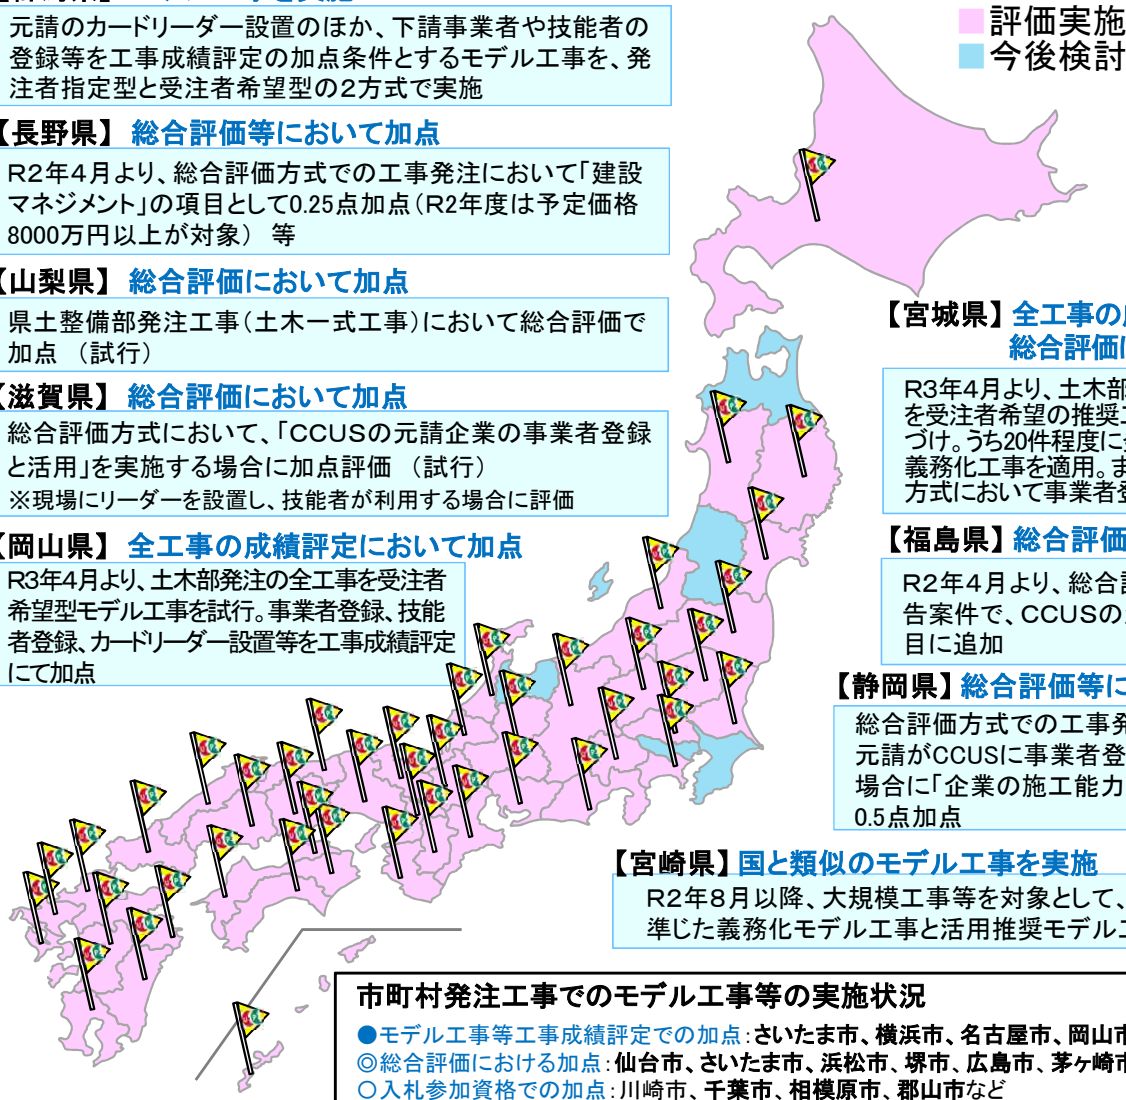 元請のカードリーダー設置のほか、下請事業者や技能者の
登録等を工事成績評定の加点条件とするモデル工事を、発
注者指定型と受注者希望型の2方式で実施
【長野県】 総合評価等において加点
R2年4月より、総合評価方式での工事発注において「建設
マネジメント」の項目として0.25点加点(R2年度は予定価格
8000万円以上が対象) 等
【山梨県】 総合評価において加点
県土整備部発注工事(土木一式工事)において総合評価で
加点 (試行)
【滋賀県】 総合評価において加点
総合評価方式において、「CCUSの元請企業の事業者登録
と活用」を実施する場合に加点評価 (試行)
※現場にリーダーを設置し、技能者が利用する場合に評価
【岡山県】 全工事の成績評定において加点
R3年4月より、土木部発注の全工事を受注者
希望型モデル工事を試行。事業者登録、技能
者登録、カードリーダー設置等を工事成績評定
にて加点
評価実施
今後検討
【宮城県】 全工事の
総合評価
R3年4月より、土木部
を受注者希望の推奨
づけ。うち20件程度に
義務化工事を適用。ま
方式において事業者登
【福島県】 総合評価
R2年4月より、総合
告案件で、CCUSの
目に追加
【静岡県】 総合評価等に
総合評価方式での工事発
元請がCCUSに事業者登
場合に「企業の施工能力
0.5点加点
【宮崎県】 国と類似のモデル工事を実施
R2年8月以降、大規模工事等を対象として、
準じた義務化モデル工事と活用推奨モデル
市町村発注工事でのモデル工事等の実施状況
●モデル工事等工事成績評定での加点:さいたま市、横浜市、名古屋市、岡山市
◎総合評価における加点:仙台市、さいたま市、浜松市、堺市、広島市、茅ヶ崎市
○入札参加資格での加点:川崎市、千葉市、相模原市、郡山市など